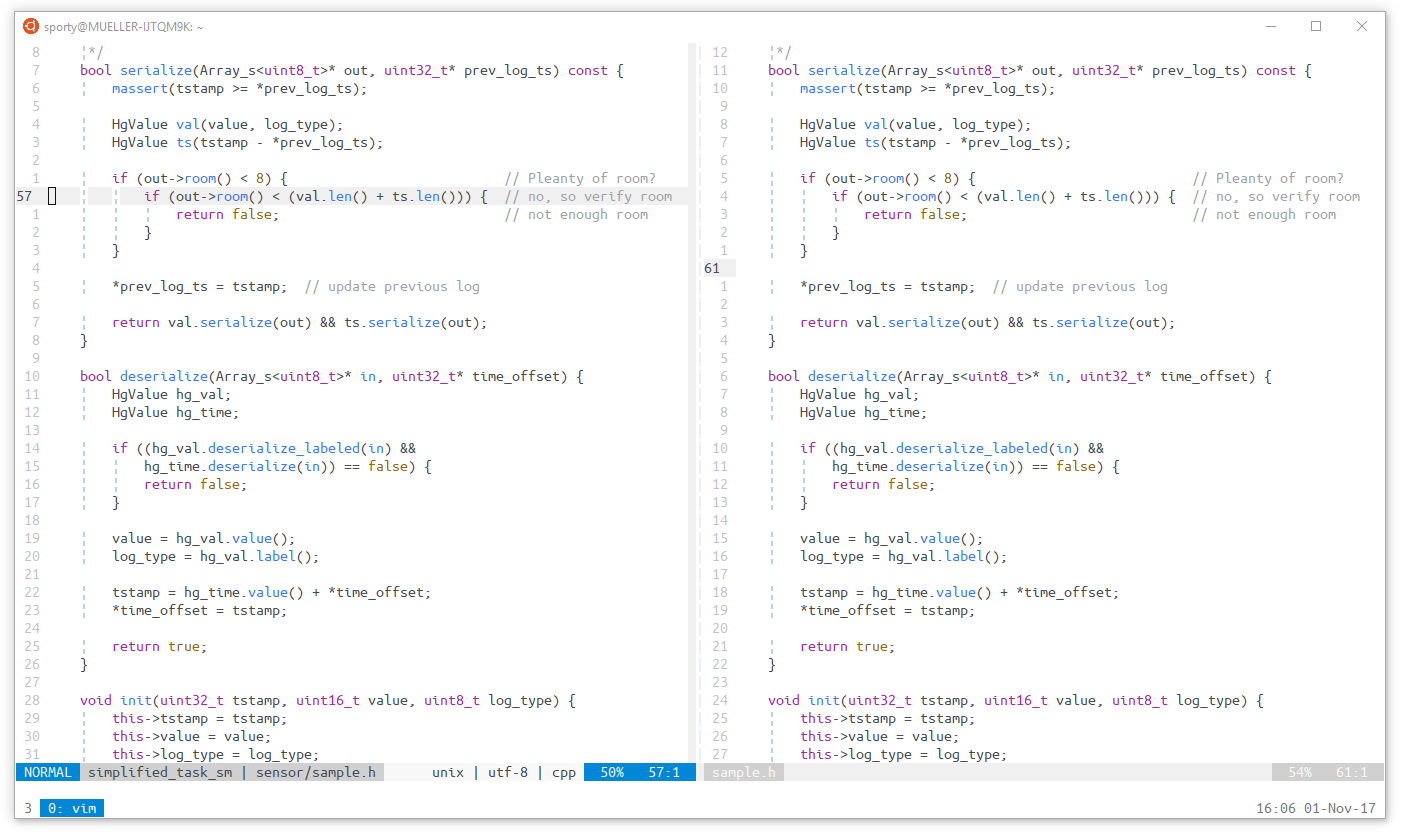 sporty@MUELLER-IJTQM9K: ~
8 */
7 bool serialize(Array_s<uint8_t>* out, uint32_t* prev_log_ts) const {
6 massert(tstamp >= *prev_log_ts);
5
4 HgValue val(value, log_type);
3 HgValue ts(tstamp - *prev_log_ts);
2
1 if (out->room() < 8) { // Pleanty of room?
57 if (out->room() < (val.len() + ts.len())) { // no, so verify room
1 return false; // not enough room
2 }
3 }
4
5 *prev_log_ts = tstamp; // update previous log
6
7 return val.serialize(out) && ts.serialize(out);
8 }
9
10 bool deserialize(Array_s<uint8_t>* in, uint32_t* time_offset) {
11 HgValue hg_val;
12 HgValue hg_time;
13
14 if ((hg_val.deserialize_labeled(in) &&
15 hg_time.deserialize(in)) == false) {
16 return false;
17 }
18
19 value = hg_val.value();
20 log_type = hg_val.label();
21
22 tstamp = hg_time.value() + *time_offset;
23 *time_offset = tstamp;
24
25 return true;
26 }
27
28 void init(uint32_t tstamp, uint16_t value, uint8_t log_type) {
29 this->tstamp = tstamp;
30 this->value = value;
31 this->log_type = log_type;
NORMAL simplified_task_sm | sensor/sample.h unix | utf-8 | cpp 50% 57:1
12 */
11 bool serialize(Array_s<uint8_t>* out, uint32_t* prev_log_ts) const {
10 massert(tstamp >= *prev_log_ts);
9
8 HgValue val(value, log_type);
7 HgValue ts(tstamp - *prev_log_ts);
6
5 if (out->room() < 8) { // Pleanty of room?
4 if (out->room() < (val.len() + ts.len())) { // no, so verify room
3 return false; // not enough room
2 }
1 }
61
1 *prev_log_ts = tstamp; // update previous log
2
3 return val.serialize(out) && ts.serialize(out);
4 }
5
6 bool deserialize(Array_s<uint8_t>* in, uint32_t* time_offset) {
7 HgValue hg_val;
8 HgValue hg_time;
9
10 if ((hg_val.deserialize_labeled(in) &&
11 hg_time.deserialize(in)) == false) {
12 return false;
13 }
14
15 value = hg_val.value();
16 log_type = hg_val.label();
17
18 tstamp = hg_time.value() + *time_offset;
19 *time_offset = tstamp;
20
21 return true;
22 }
23
24 void init(uint32_t tstamp, uint16_t value, uint8_t log_type) {
25 this->tstamp = tstamp;
26 this->value = value;
27 this->log_type = log_type;
sample.h 54% 61:1
3 0: vim 16:06 01-Nov-17